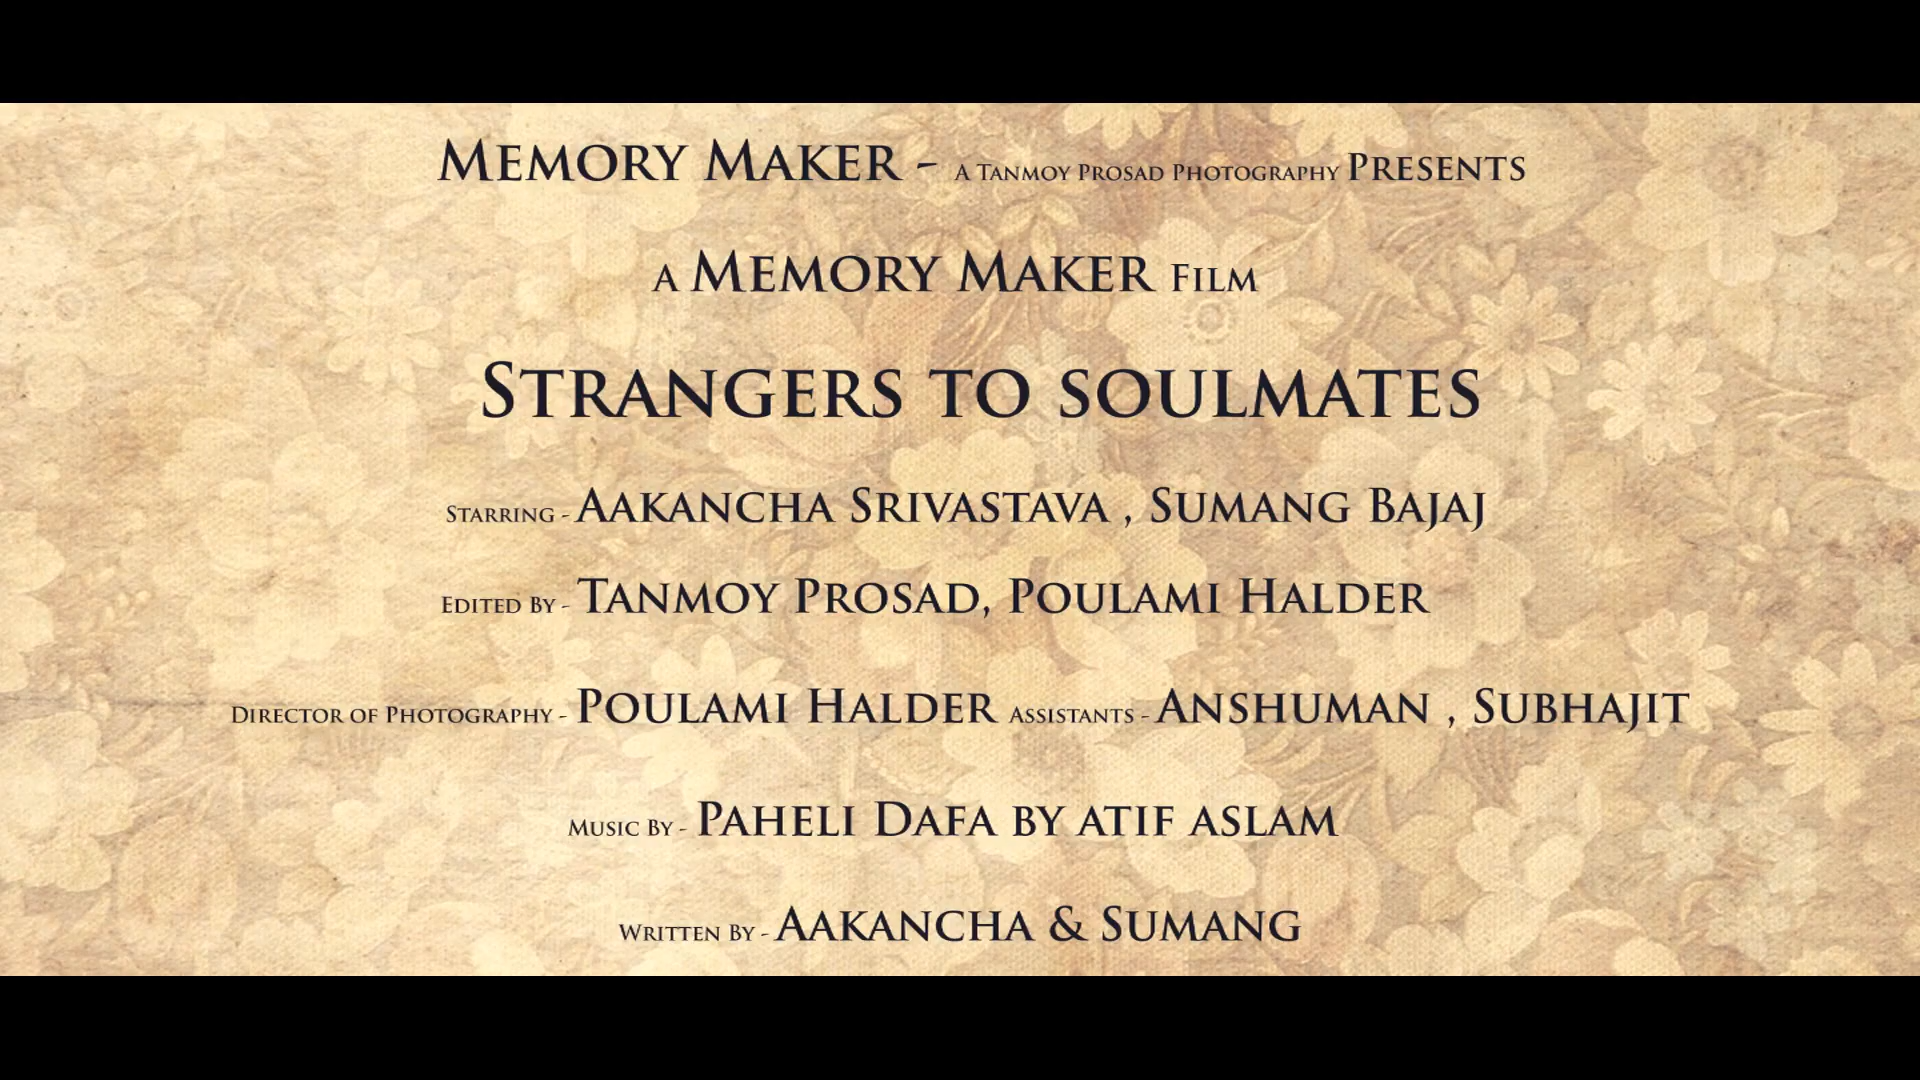 Memory Maker - A Tanmoy Prosad Photography Presents
A Memory Maker Film
Strangers to soulmates
Starring - Aakancha Srivastava , Sumang Bajaj
Edited By - Tanmoy Prosad, Poulami Halder
Director of Photography - Poulami Halder Assistants - Anshuman , Subhajit
Music By - Paheli Dafa by atif aslam
Written By - Aakancha & Sumang